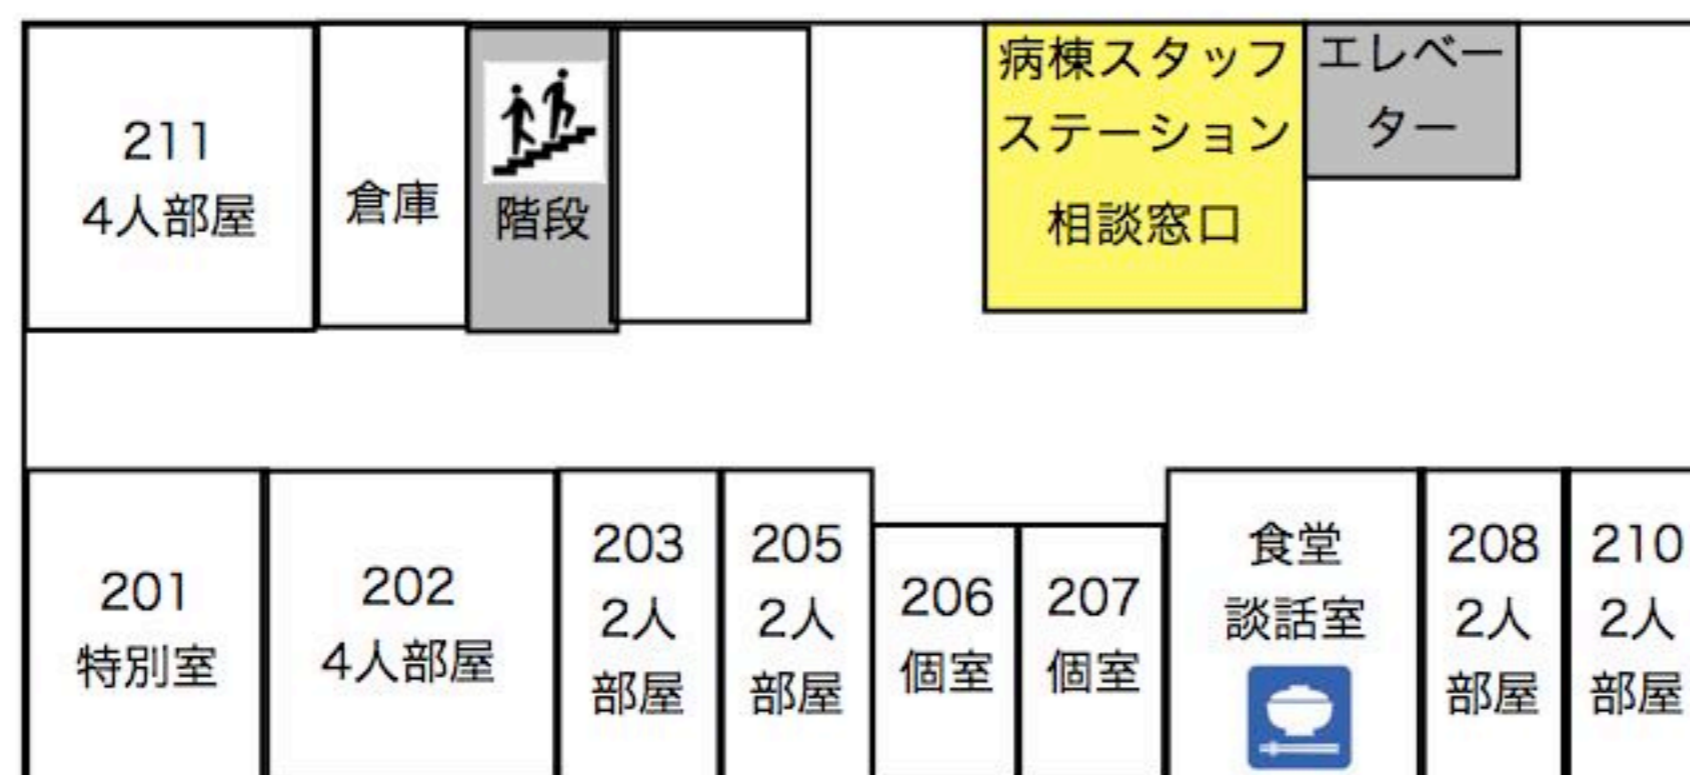 211
4人部屋
倉庫
階段
病棟スタッフ
ステーション
相談窓口
エレベー
ター
201
特別室
202
4人部屋
203
2人
部屋
205
2人
部屋
206
個室
207
個室
食堂
談話室
208
2人
部屋
210
2人
部屋